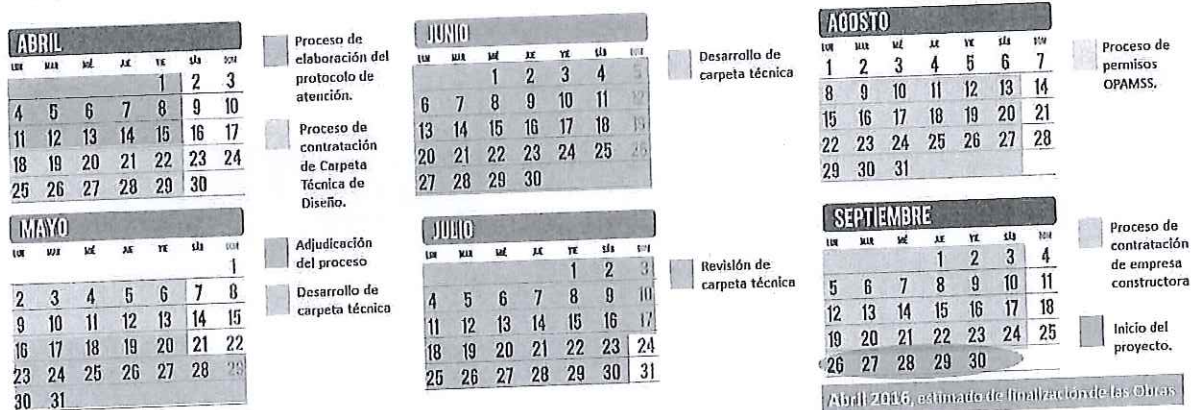 ABRIL
LUN MAR MIÉ JUE VIE SÁB DOM
1 2 3
4 5 6 7 8 9 10
11 12 13 14 15 16 17
18 19 20 21 22 23 24
25 26 27 28 29 30
Proceso de
elaboración del
protocolo de
atención.
Proceso de
contratación
de Carpeta
Técnica de
Diseño.
MAYO
LUN MAR MIÉ JUE VIE SÁB DOM
1
2 3 4 5 6 7 8
9 10 11 12 13 14 15
16 17 18 19 20 21 22
23 24 25 26 27 28 29
30 31
Adjudicación
del proceso
Desarrollo de
carpeta técnica
JUNIO
LUN MAR MIÉ JUE VIE SÁB DOM
1 2 3 4 5
6 7 8 9 10 11 12
13 14 15 16 17 18 19
20 21 22 23 24 25 26
27 28 29 30
Desarrollo de
carpeta técnica
JULIO
LUN MAR MIÉ JUE VIE SÁB DOM
1 2 3
4 5 6 7 8 9 10
11 12 13 14 15 16 17
18 19 20 21 22 23 24
25 26 27 28 29 30 31
Revisión de
carpeta técnica
AGOSTO
LUN MAR MIÉ JUE VIE SÁB DOM
1 2 3 4 5 6 7
8 9 10 11 12 13 14
15 16 17 18 19 20 21
22 23 24 25 26 27 28
29 30 31
Proceso de
permisos
OPAMSS.
SEPTIEMBRE
LUN MAR MIÉ JUE VIE SÁB DOM
1 2 3 4
5 6 7 8 9 10 11
12 13 14 15 16 17 18
19 20 21 22 23 24 25
26 27 28 29 30
Proceso de
contratación
de empresa
constructora
Inicio del
proyecto.
Abril 2016, estimado de finalización de las Obras